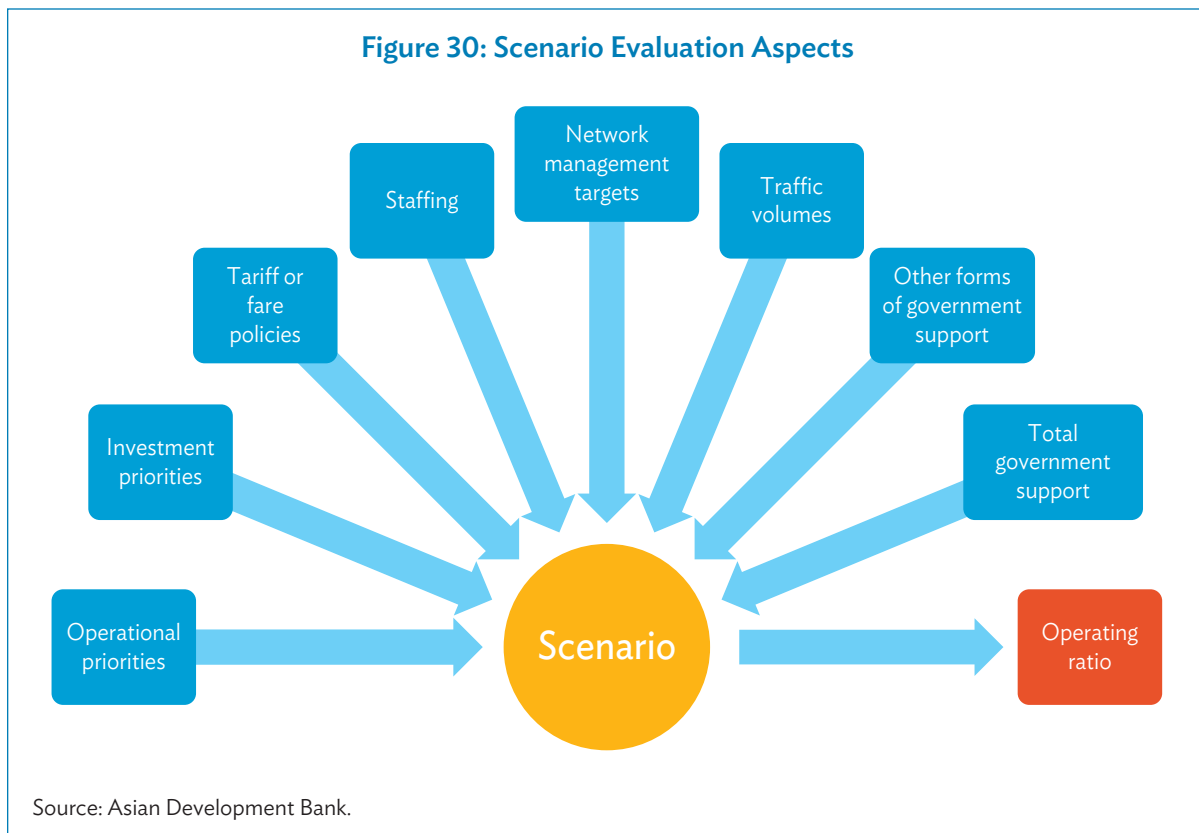 Figure 30: Scenario Evaluation Aspects
Network
management
targets
Staffing
Traffic
volumes
Tariff or
fare
policies
Other forms
of government
support
Investment
priorities
Total
government
support
Operational
priorities
Scenario
Operating
ratio
Source: Asian Development Bank.